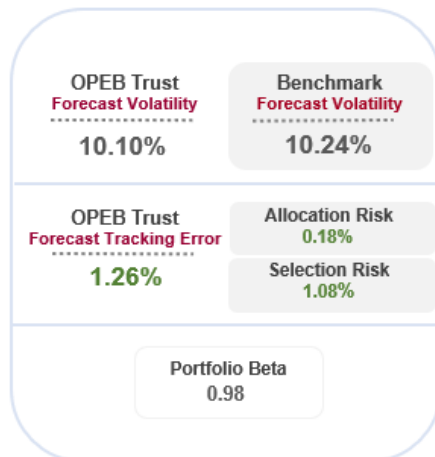 OPEB Trust
Forecast Volatility
10.10%
Benchmark
Forecast Volatility
10.24%
OPEB Trust
Forecast Tracking Error
1.26%
Allocation Risk
0.18%
Selection Risk
1.08%
Portfolio Beta
0.98